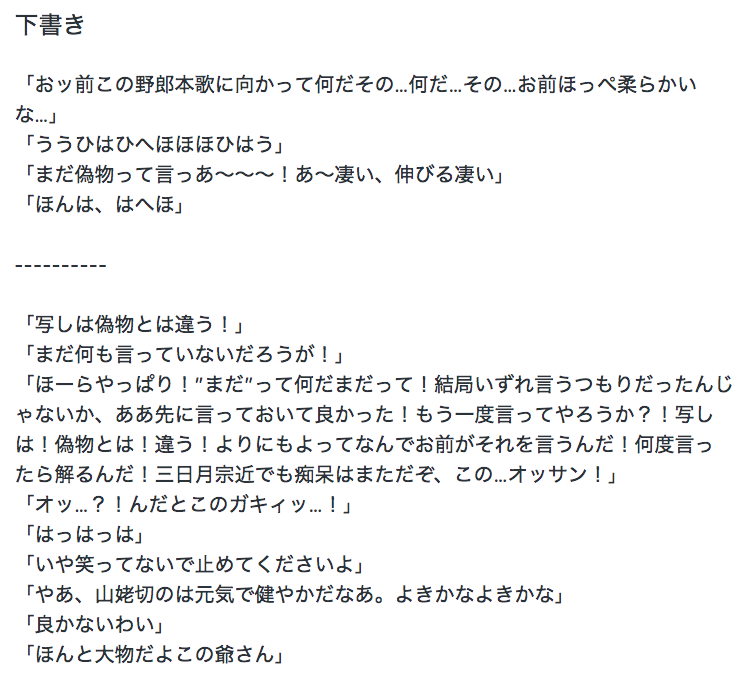 下書き
「おッ前この野郎本歌に向かって何だその…何だ…その…お前ほっぺ柔らかい
な…」
「ううひはひへほほほひはう」
「まだ偽物って言っあ〜〜〜！あ〜凄い、伸びる凄い」
「ほんは、はへほ」
----------
「写しは偽物とは違う！」
「まだ何も言っていないだろうが！」
「ほーらやっぱり！”まだ”って何だまだって！結局いずれ言うつもりだったんじ
ゃないか、ああ先に言っておいて良かった！もう一度言ってやろうか？！写し
は！偽物とは！違う！よりにもよってなんでお前がそれを言うんだ！何度言っ
たら解るんだ！三日月宗近でも痴呆はまただぞ、この…オッサン！」
「オッ…？！んだとこのガキィッ…！」
「はっはっは」
「いや笑ってないで止めてくださいよ」
「やあ、山姥切のは元気で健やかだなあ。よきかなよきかな」
「良かないわい」
「ほんと大物だよこの爺さん」